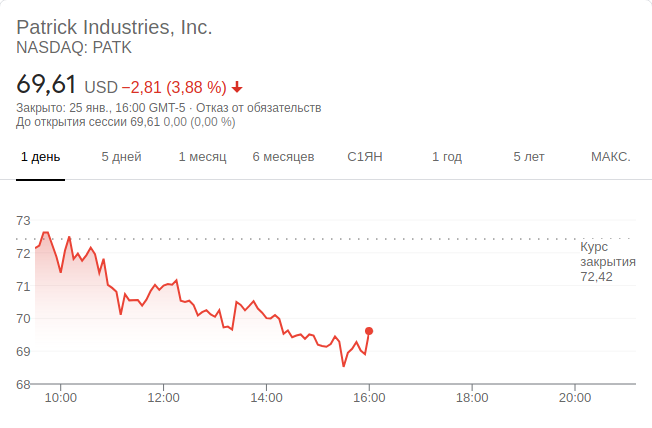 Patrick Industries, Inc.
NASDAQ: PATK
69,61 USD −2,81 (3,88 %)
Закрыто: 25 янв., 16:00 GMT-5 · Отказ от обязательств
До открытия сессии 69,61 0,00 (0,00 %)
1 день 5 дней 1 месяц 6 месяцев С1ЯН 1 год 5 лет МАКС.
73
72
71
70
69
68
Курс
закрытия
72,42
10:00 12:00 14:00 16:00 18:00 20:00